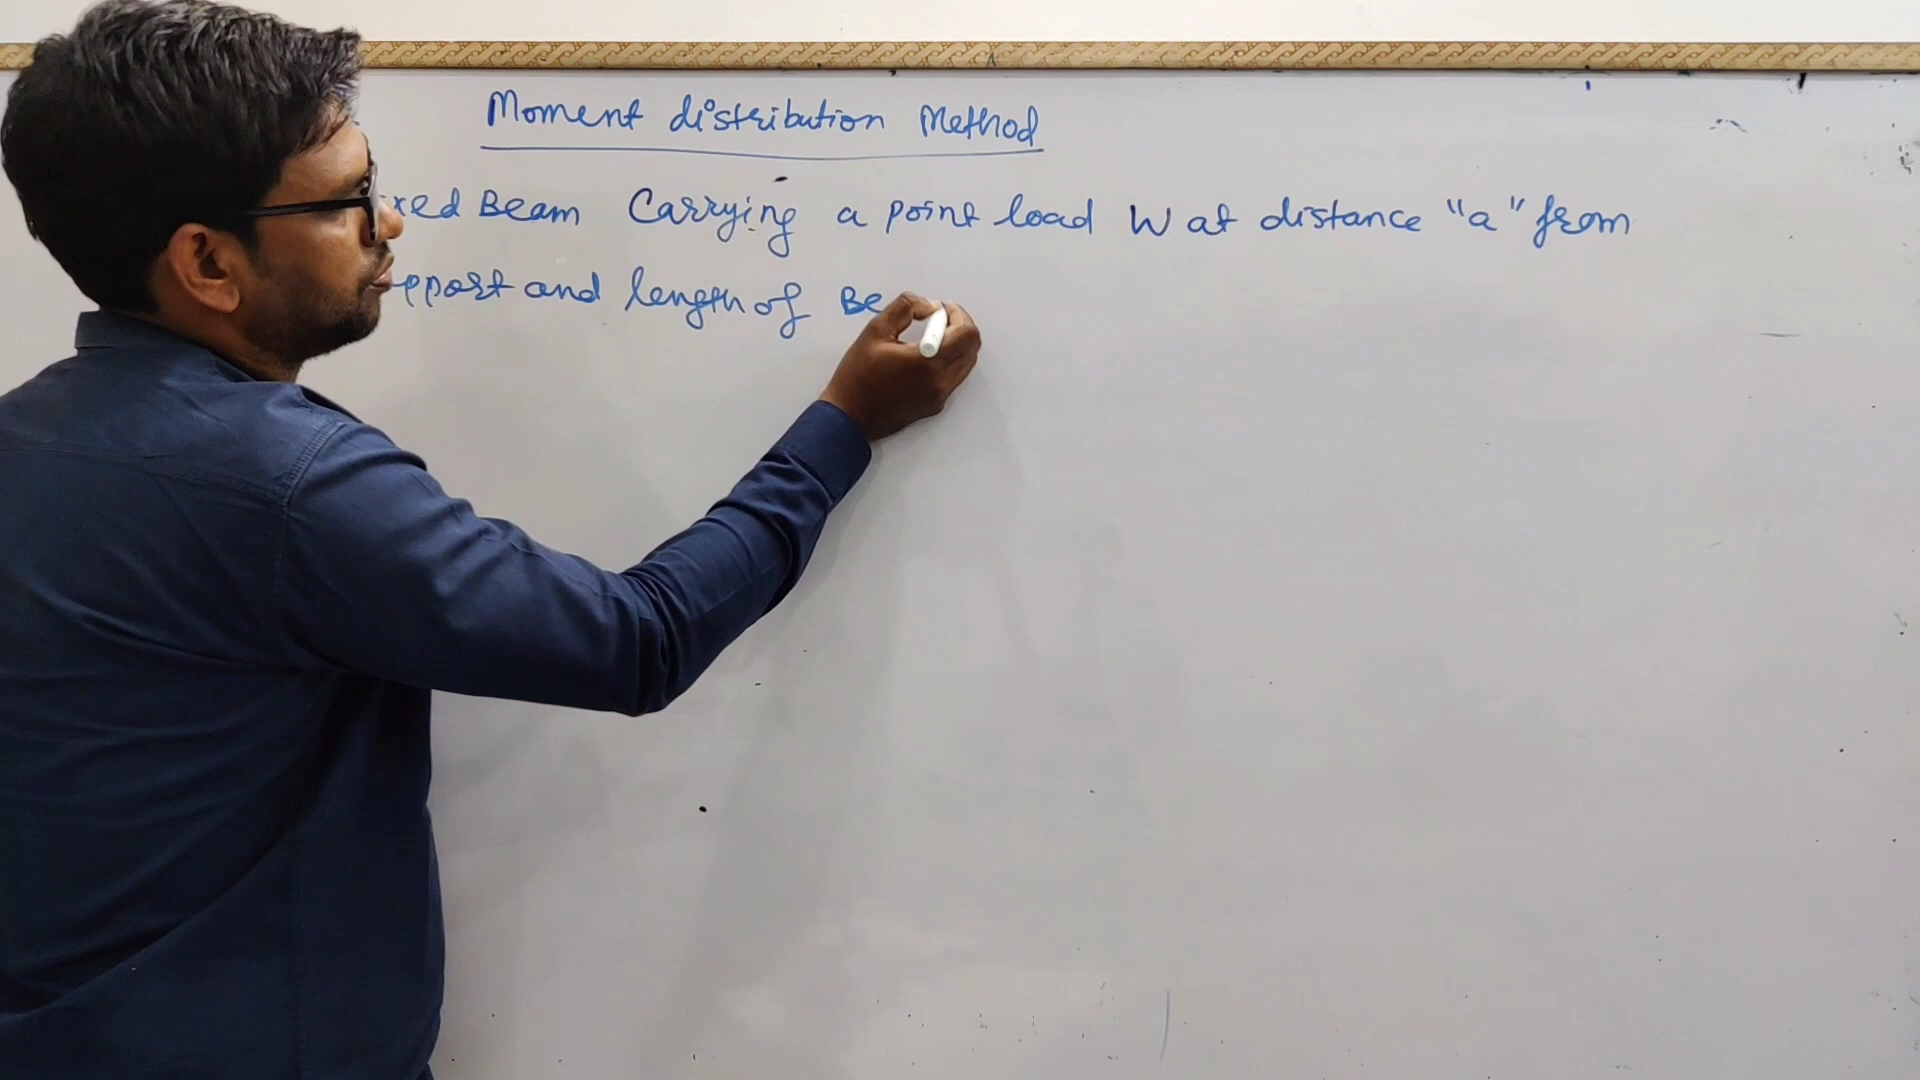 Moment distribution Method
xed Beam Carrying a point load W at distance "a" from
pport and length of Be